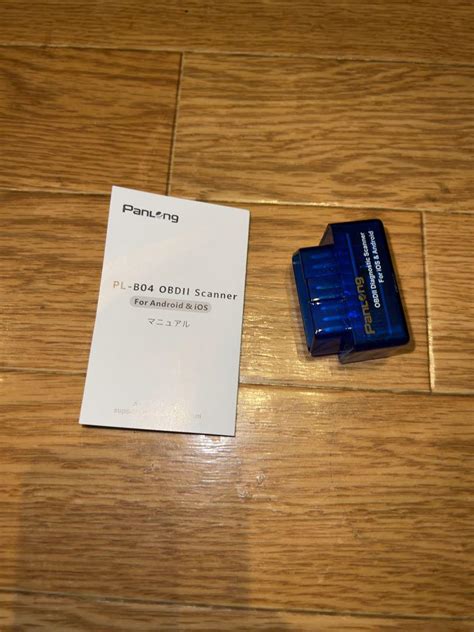 PanLong
PL-B04 OBDII Scanner
For Android & iOS
マニュアル
PanLong
OBDII Diagnostic Scanner
For iOS & Android